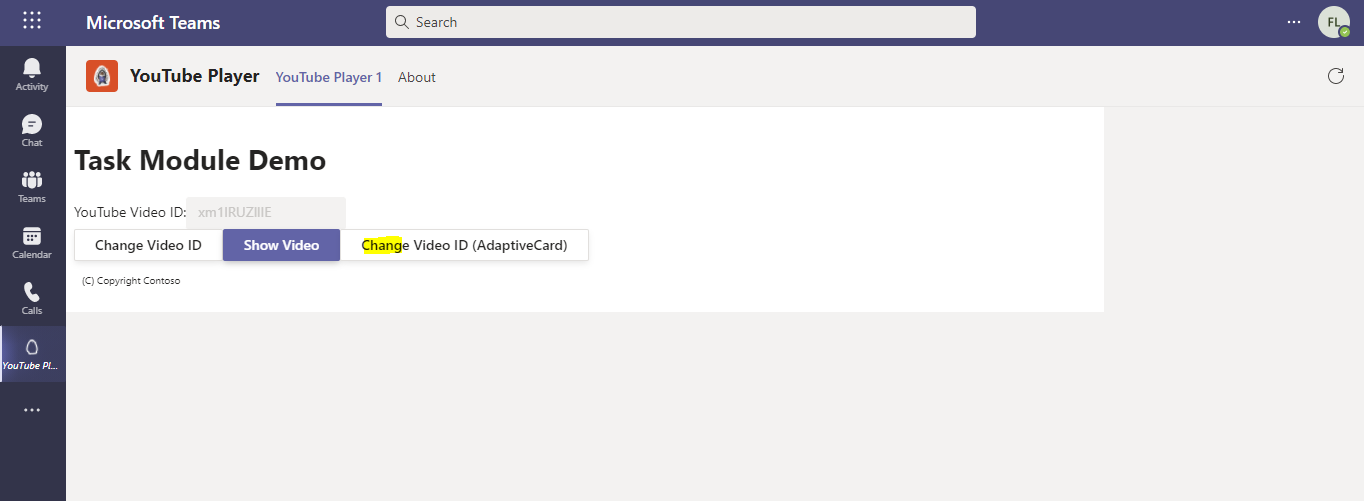 Microsoft Teams
Search
FL
Activity
Chat
Teams
Calendar
Calls
YouTube Pl...
YouTube Player
YouTube Player 1
About
Task Module Demo
YouTube Video ID:
Change Video ID
Show Video
Change Video ID (AdaptiveCard)
(C) Copyright Contoso